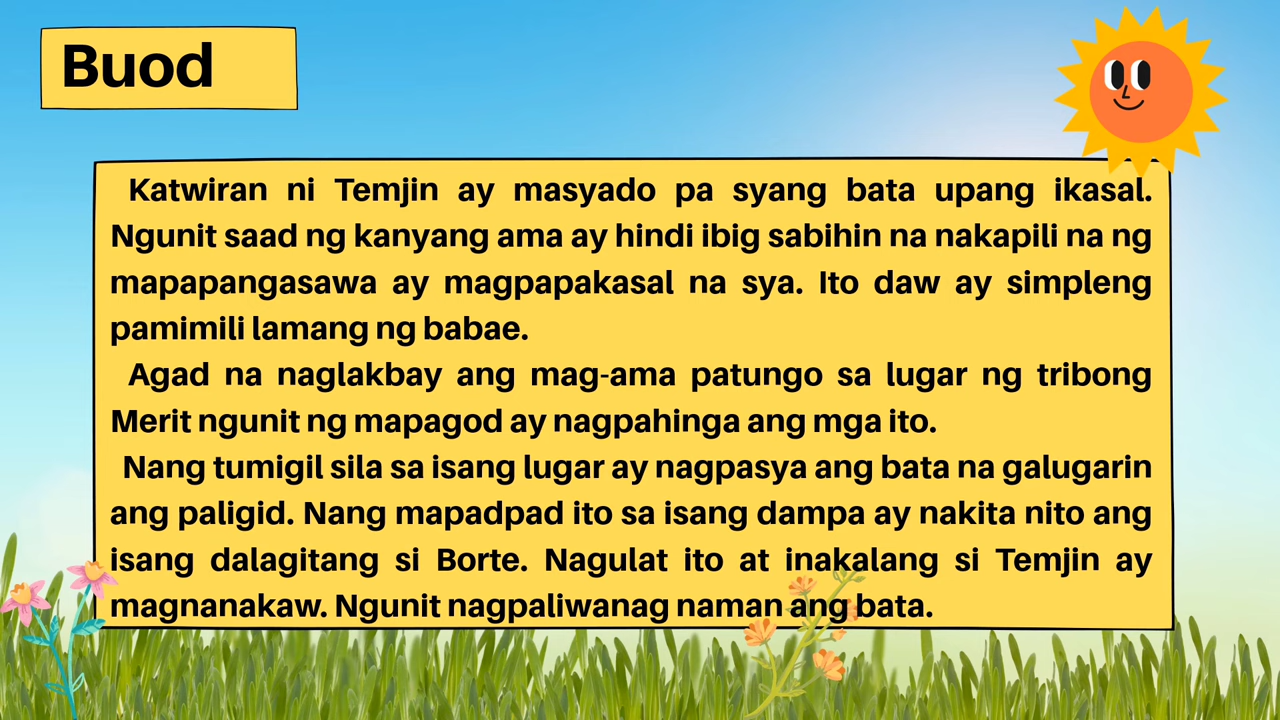 Buod
Katwiran ni Temjin ay masyado pa syang bata upang ikasal.
Ngunit saad ng kanyang ama ay hindi ibig sabihin na nakapili na ng
mapapangasawa ay magpapakasal na sya. Ito daw ay simpleng
pamimili lamang ng babae.
Agad na naglakbay ang mag-ama patungo sa lugar ng tribong
Merit ngunit ng mapagod ay nagpahinga ang mga ito.
Nang tumigil sila sa isang lugar ay nagpasya ang bata na galugarin
ang paligid. Nang mapadpad ito sa isang dampa ay nakita nito ang
isang dalagitang si Borte. Nagulat ito at inakalang si Temjin ay
magnanakaw. Ngunit nagpaliwanag naman ang bata.